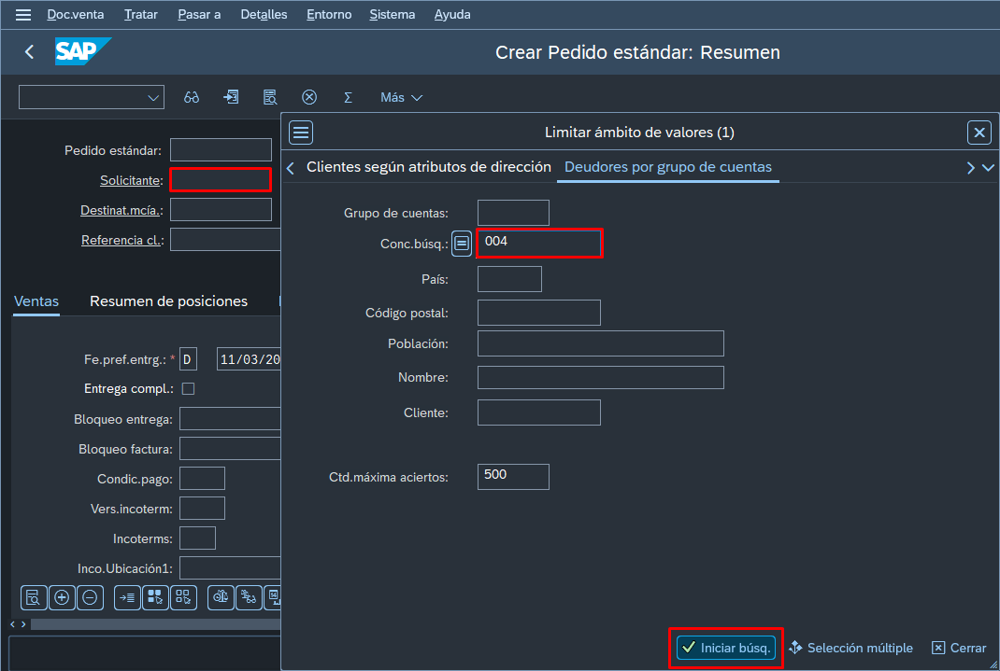 Doc.venta Tratar Pasar a Detalles Entorno Sistema Ayuda
SAP
Crear Pedido estándar: Resumen
Más
Limitar ámbito de valores (1)
Clientes según atributos de dirección Deudores por grupo de cuentas
Pedido estándar:
Solicitante:
Destinat.mcía.:
Referencia cl.:
Ventas Resumen de posiciones
Fe.pref.entrg.: * D 11/03/20
Entrega compl.:
Bloqueo entrega:
Bloqueo factura:
Condic.pago:
Vers.incoterm:
Incoterms:
Inco.Ubicación1:
Grupo de cuentas:
Conc.búsq.: 004
País:
Código postal:
Población:
Nombre:
Cliente:
Ctd.máxima aciertos: 500
Iniciar búsq. Selección múltiple Cerrar